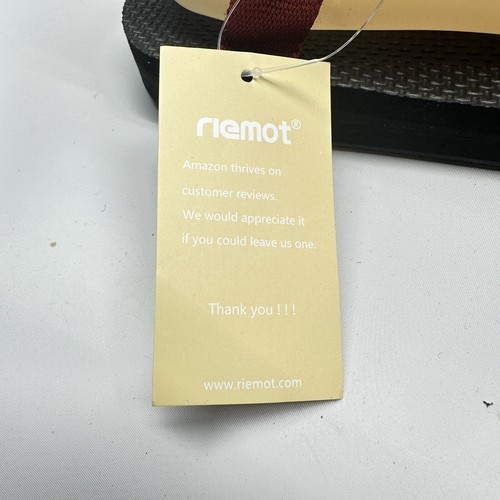 riemot®
Amazon thrives on
customer reviews.
We would appreciate it
if you could leave us one.
Thank you ! ! !
www.riemot.com